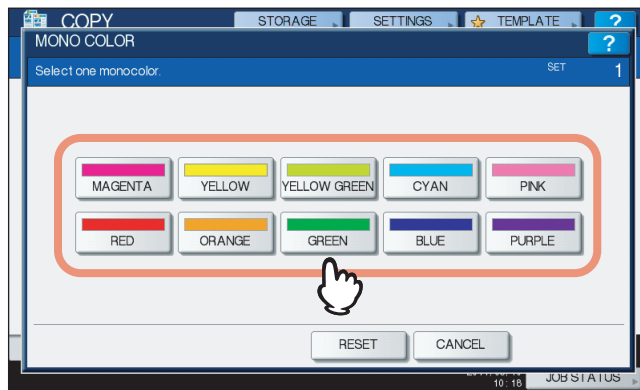 COPY STORAGE SETTINGS TEMPLATE ?
MONO COLOR ?
Select one monocolor. SET 1
MAGENTA YELLOW YELLOW GREEN CYAN PINK
RED ORANGE GREEN BLUE PURPLE
RESET CANCEL
10:18 JOB STATUS